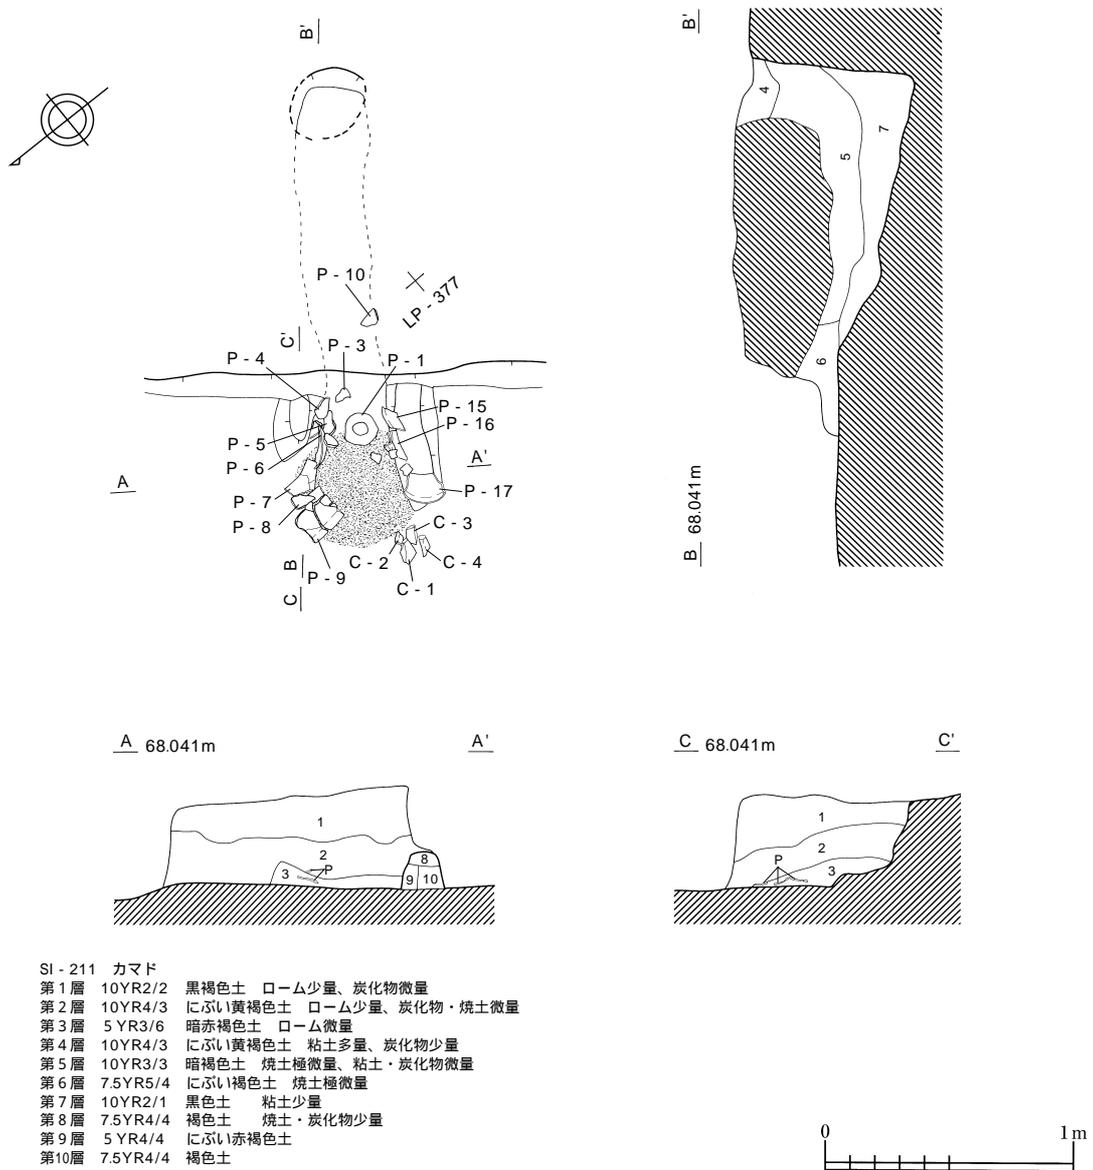 B'
B'
4
7
5
P - 10
LP - 377
C'
P - 3
P - 1
P - 4
6
P - 15
P - 16
P - 5
P - 6
A'
A
P - 7
P - 17
P - 8
C - 3
B 68.041m
B
P - 9
C - 2
C - 4
C
C - 1
A 68.041m
A'
C 68.041m
C'
1
2
P
3
8
9
10
1
2
P
3
SI - 211 カマド
第1層 10YR2/2 黒褐色土 ローム少量、炭化物微量
第2層 10YR4/3 にぶい黄褐色土 ローム少量、炭化物・焼土微量
第3層 5YR3/6 暗赤褐色土 ローム微量
第4層 10YR4/3 にぶい黄褐色土 粘土多量、炭化物少量
第5層 10YR3/3 暗褐色土 焼土極微量、粘土・炭化物微量
第6層 7.5YR5/4 にぶい褐色土 焼土極微量
第7層 10YR2/1 黒色土 粘土少量
第8層 7.5YR4/4 褐色土 焼土・炭化物少量
第9層 5YR4/4 にぶい赤褐色土
第10層 7.5YR4/4 褐色土
0 1m